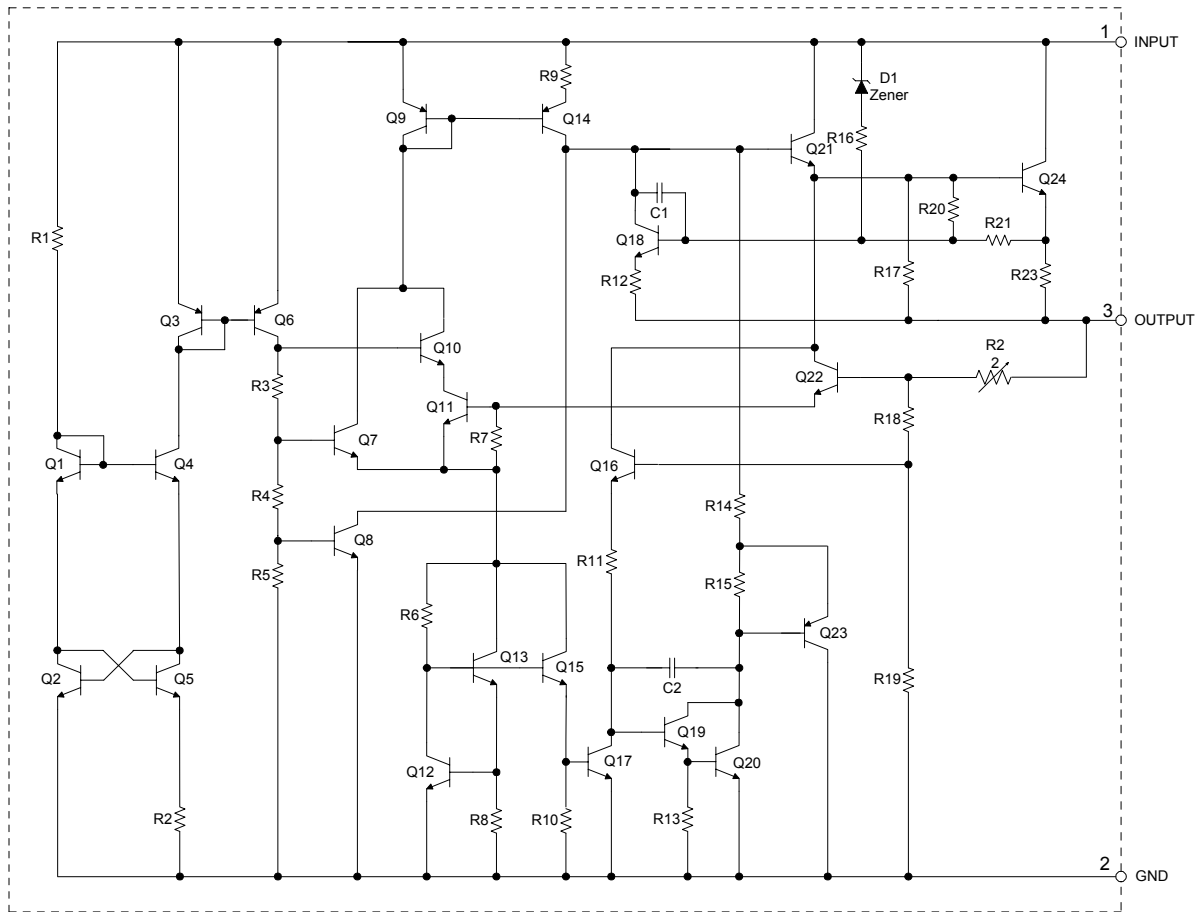 1
INPUT
R9
D1
Zener
Q9
Q14
R16
Q21
Q24
C1
R20
R21
R1
Q18
R12
R17
R23
Q3
Q6
3
OUTPUT
Q10
R2
2
R3
Q22
Q11
Q7
R7
R18
Q1
Q4
Q16
R4
R14
Q8
R11
R5
R15
R6
Q23
Q13
Q15
Q2
Q5
C2
R19
Q19
Q12
Q17
Q20
R2
R8
R10
R13
2
GND